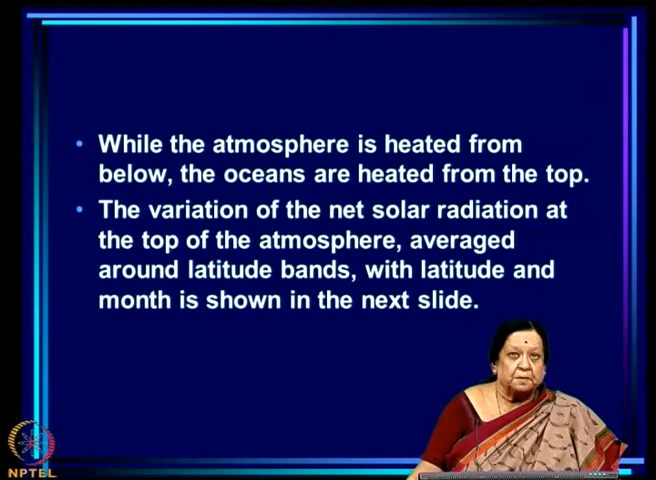 While the atmosphere is heated from
below, the oceans are heated from the top.
The variation of the net solar radiation at
the top of the atmosphere, averaged
around latitude bands, with latitude and
month is shown in the next slide.
NPTEL